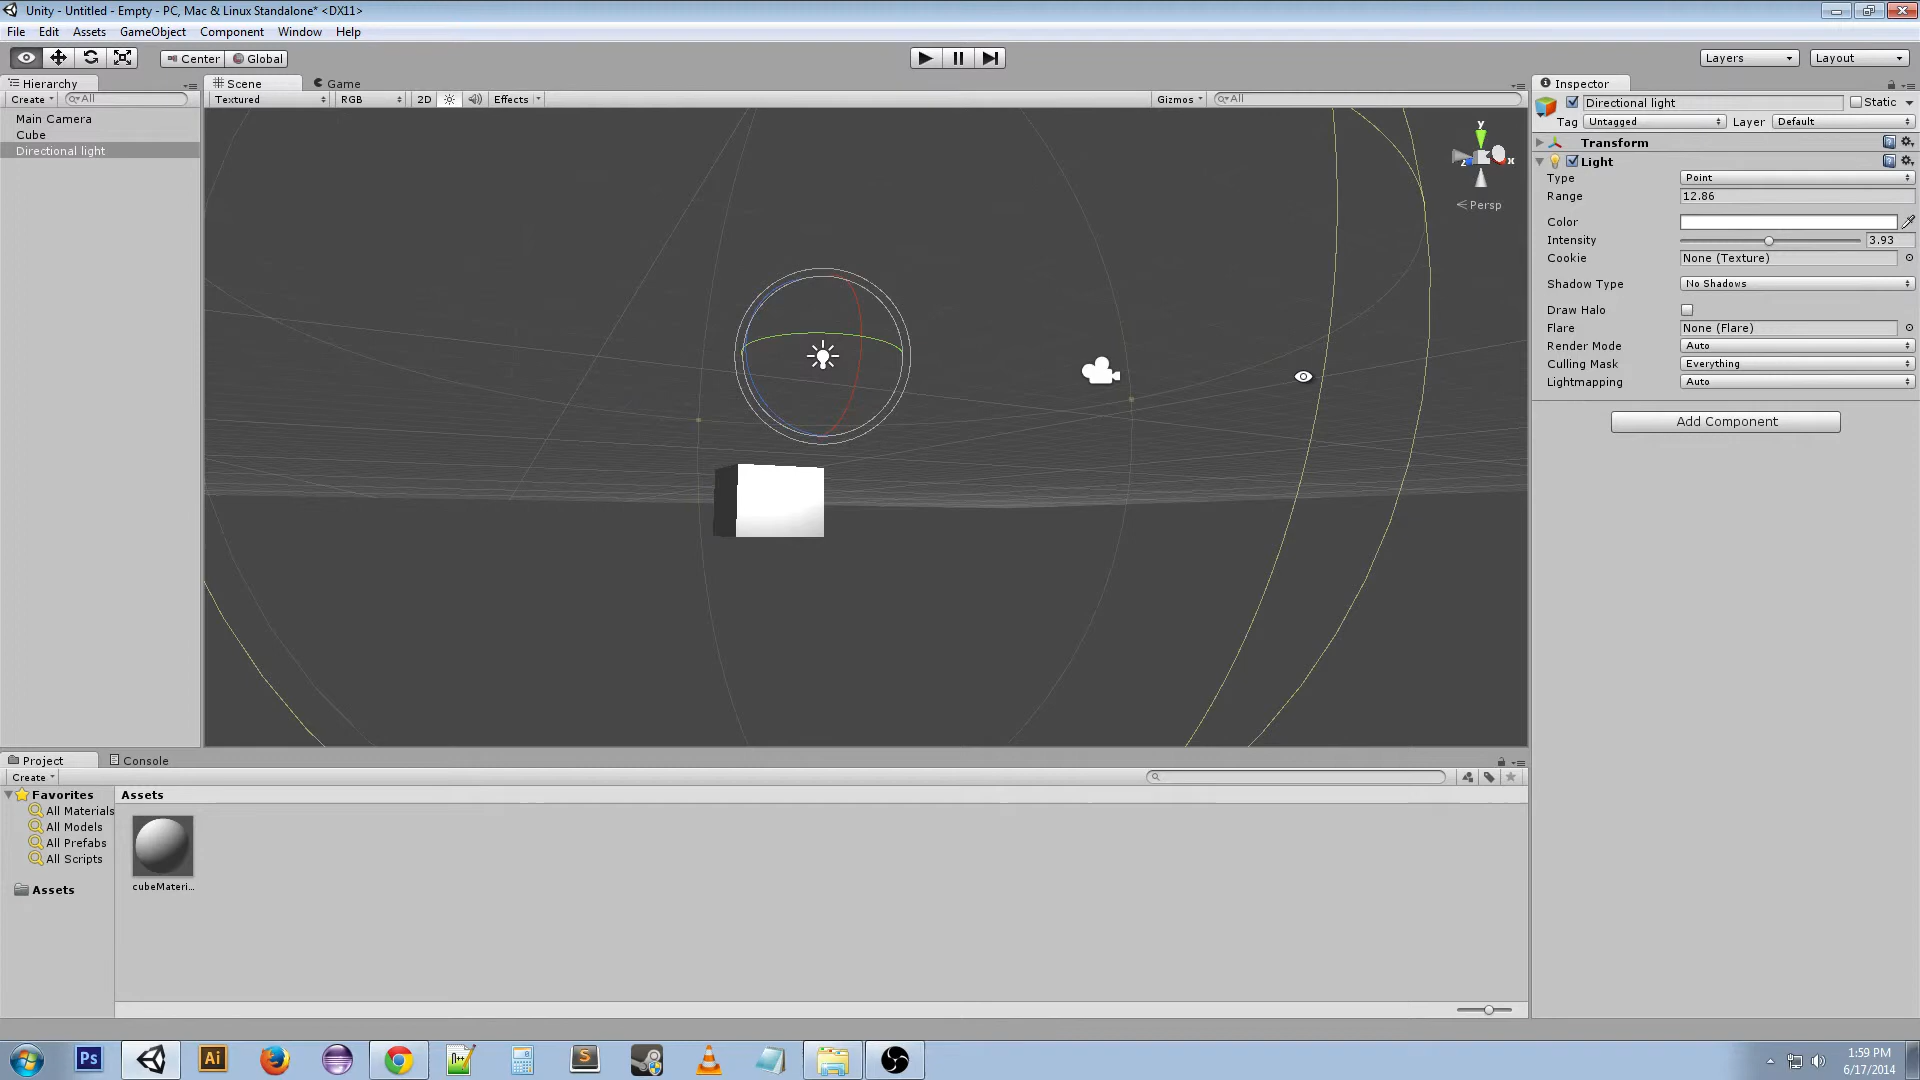 Unity - Untitled - Empty - PC, Mac & Linux Standalone* <DX11>
File Edit Assets GameObject Component Window Help
Center Global Layers Layout
Hierarchy
Create All
Main Camera
Cube
Directional light
Scene Game
Textured RGB 2D Effects Gizmos All
y
z x
Persp
Inspector
Directional light Static
Tag Untagged Layer Default
Transform
Light
Type Point
Range 12.86
Color
Intensity 3.93
Cookie None (Texture)
Shadow Type No Shadows
Draw Halo
Flare None (Flare)
Render Mode Auto
Culling Mask Everything
Lightmapping Auto
Add Component
Project Console
Create
Favorites
All Materials
All Models
All Prefabs
All Scripts
Assets
Assets
cubeMateri...
Ps Ai n++ S
1:59 PM
6/17/2014